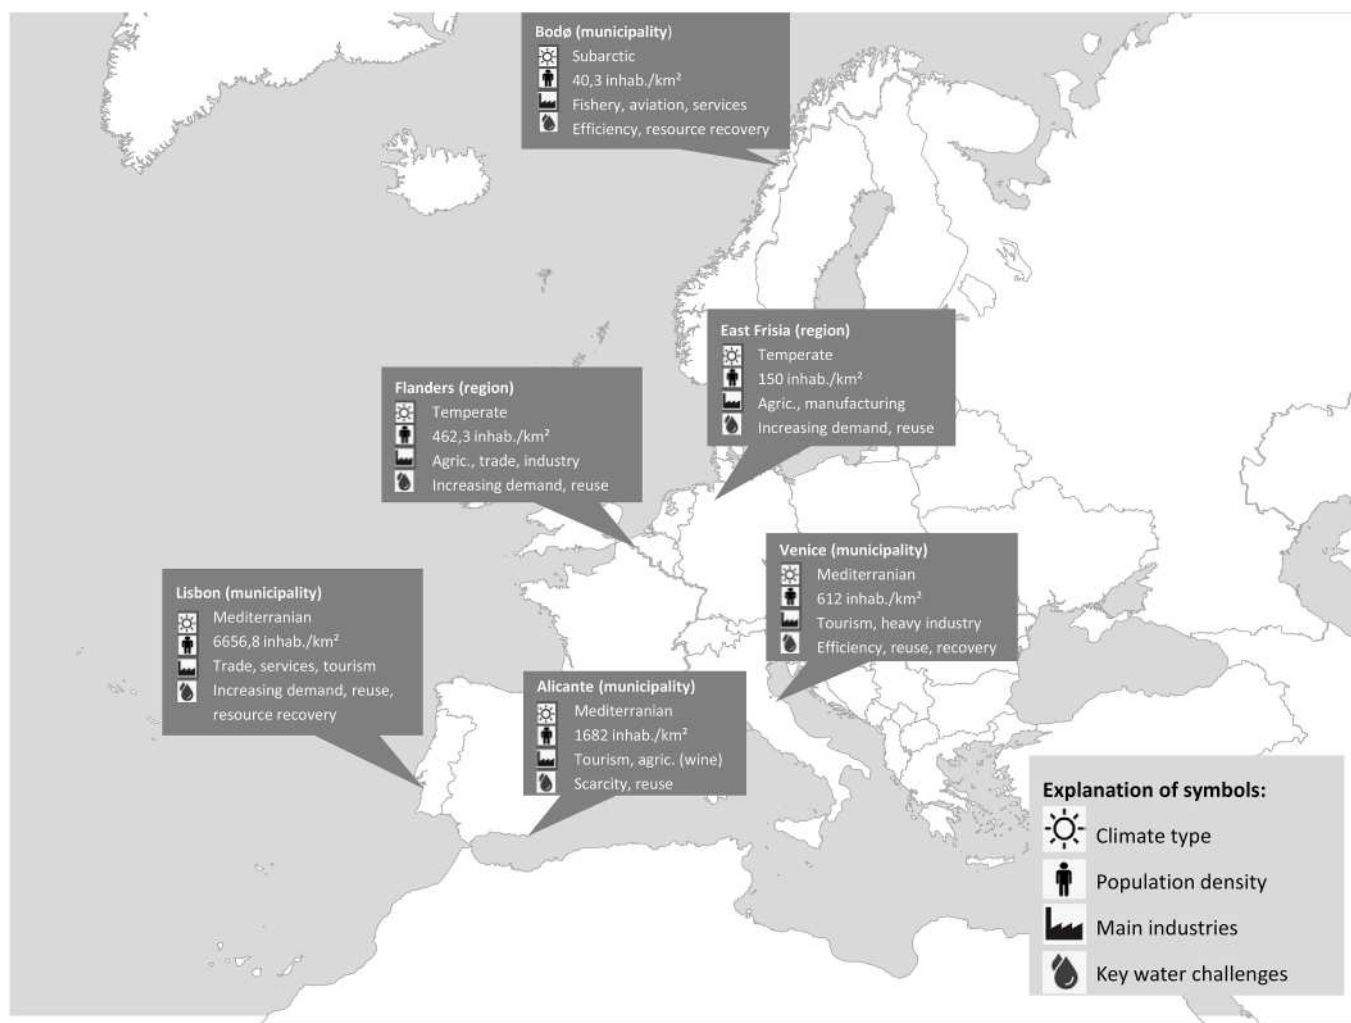 Bodø (municipality)
Subarctic
40,3 inhab./km²
Fishery, aviation, services
Efficiency, resource recovery
East Frisia (region)
Temperate
150 inhab./km²
Agric., manufacturing
Increasing demand, reuse
Flanders (region)
Temperate
462,3 inhab./km²
Agric., trade, industry
Increasing demand, reuse
Venice (municipality)
Mediterranian
612 inhab./km²
Tourism, heavy industry
Efficiency, reuse, recovery
Lisbon (municipality)
Mediterranian
6656,8 inhab./km²
Trade, services, tourism
Increasing demand, reuse,
resource recovery
Alicante (municipality)
Mediterranian
1682 inhab./km²
Tourism, agric. (wine)
Scarcity, reuse
Explanation of symbols:
Climate type
Population density
Main industries
Key water challenges